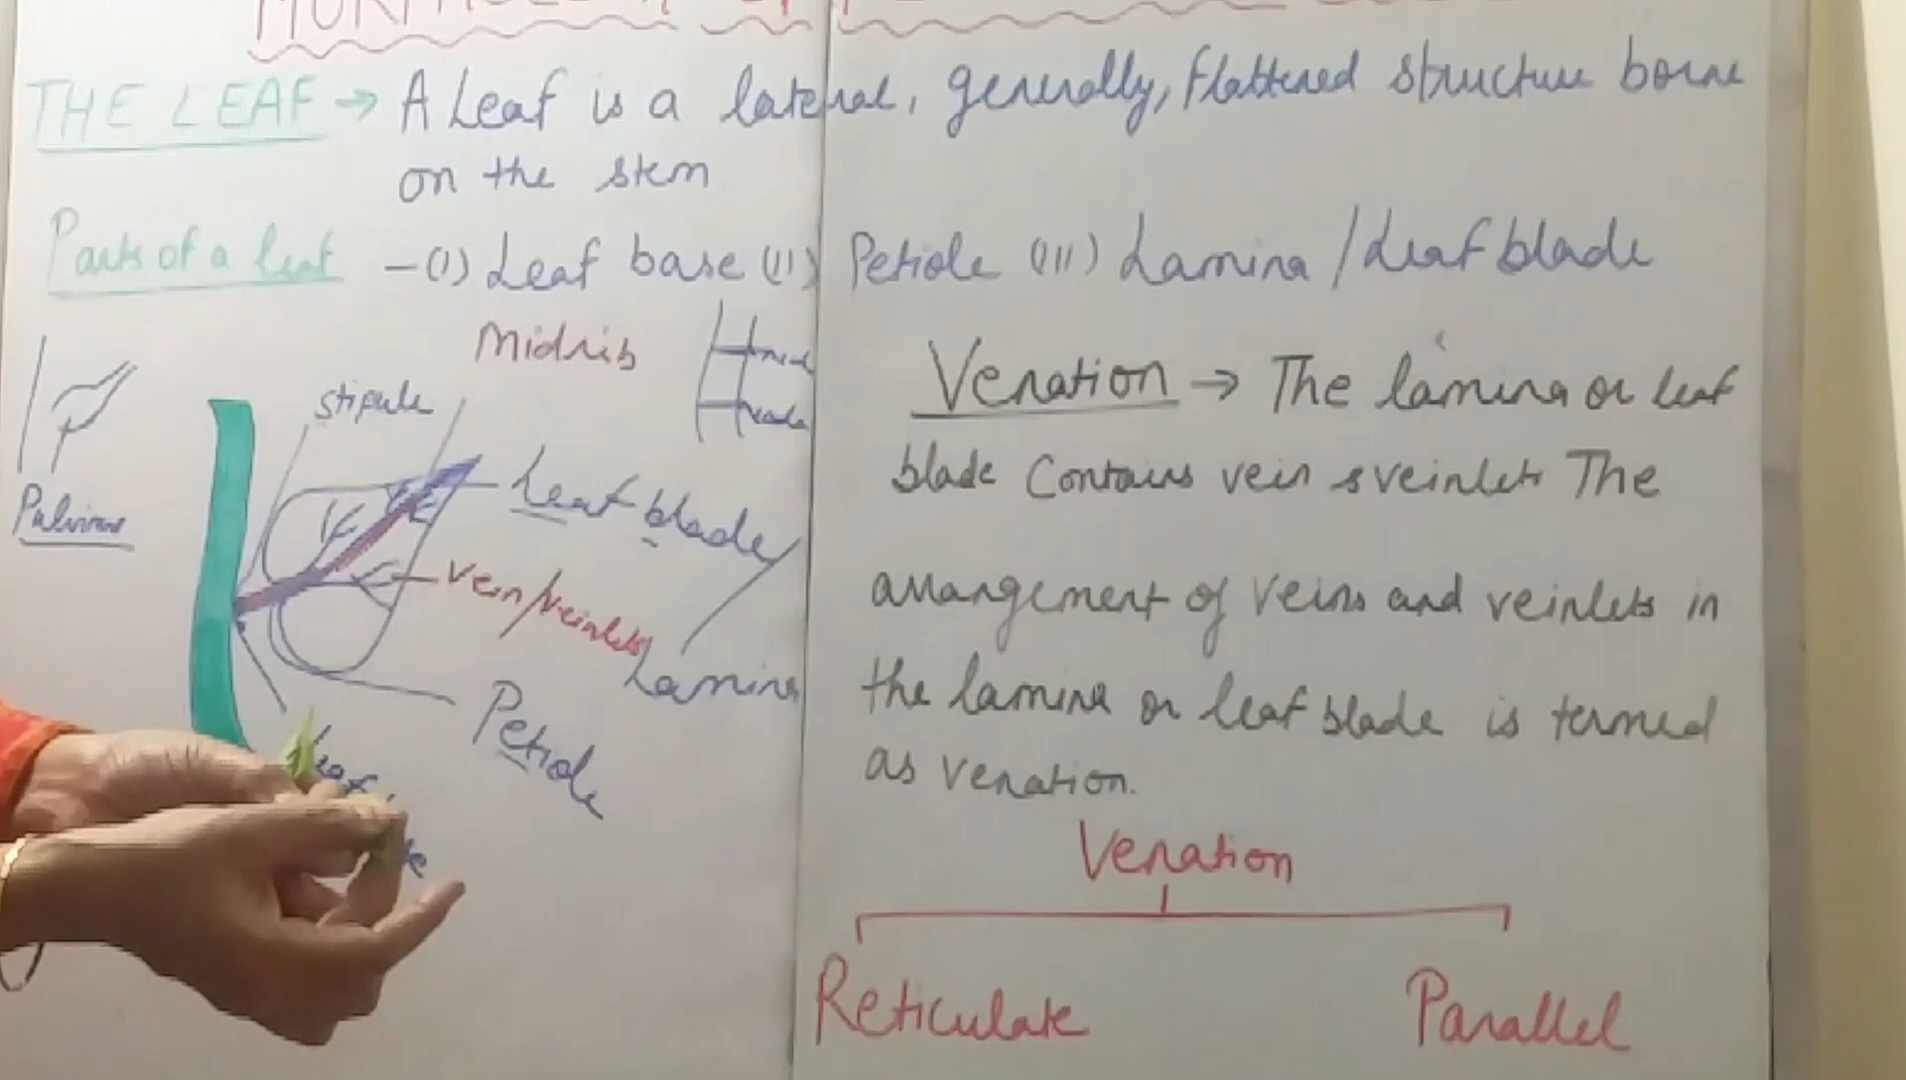 THE LEAF → A Leaf is a lateral, generally, flattened structure borne
on the stem
Parts of a leaf - (I) Leaf base (II) Petiole (III) Lamina / Leaf blade
Midrib
stipule
Leaf blade
vein/veinlets
Lamina
Petiole
Leaf
Venation → The lamina or leaf
blade Contains vein & veinlets The
arrangement of veins and veinlets in
the lamina or leaf blade is termed
as venation.
Venation
Reticulate Parallel